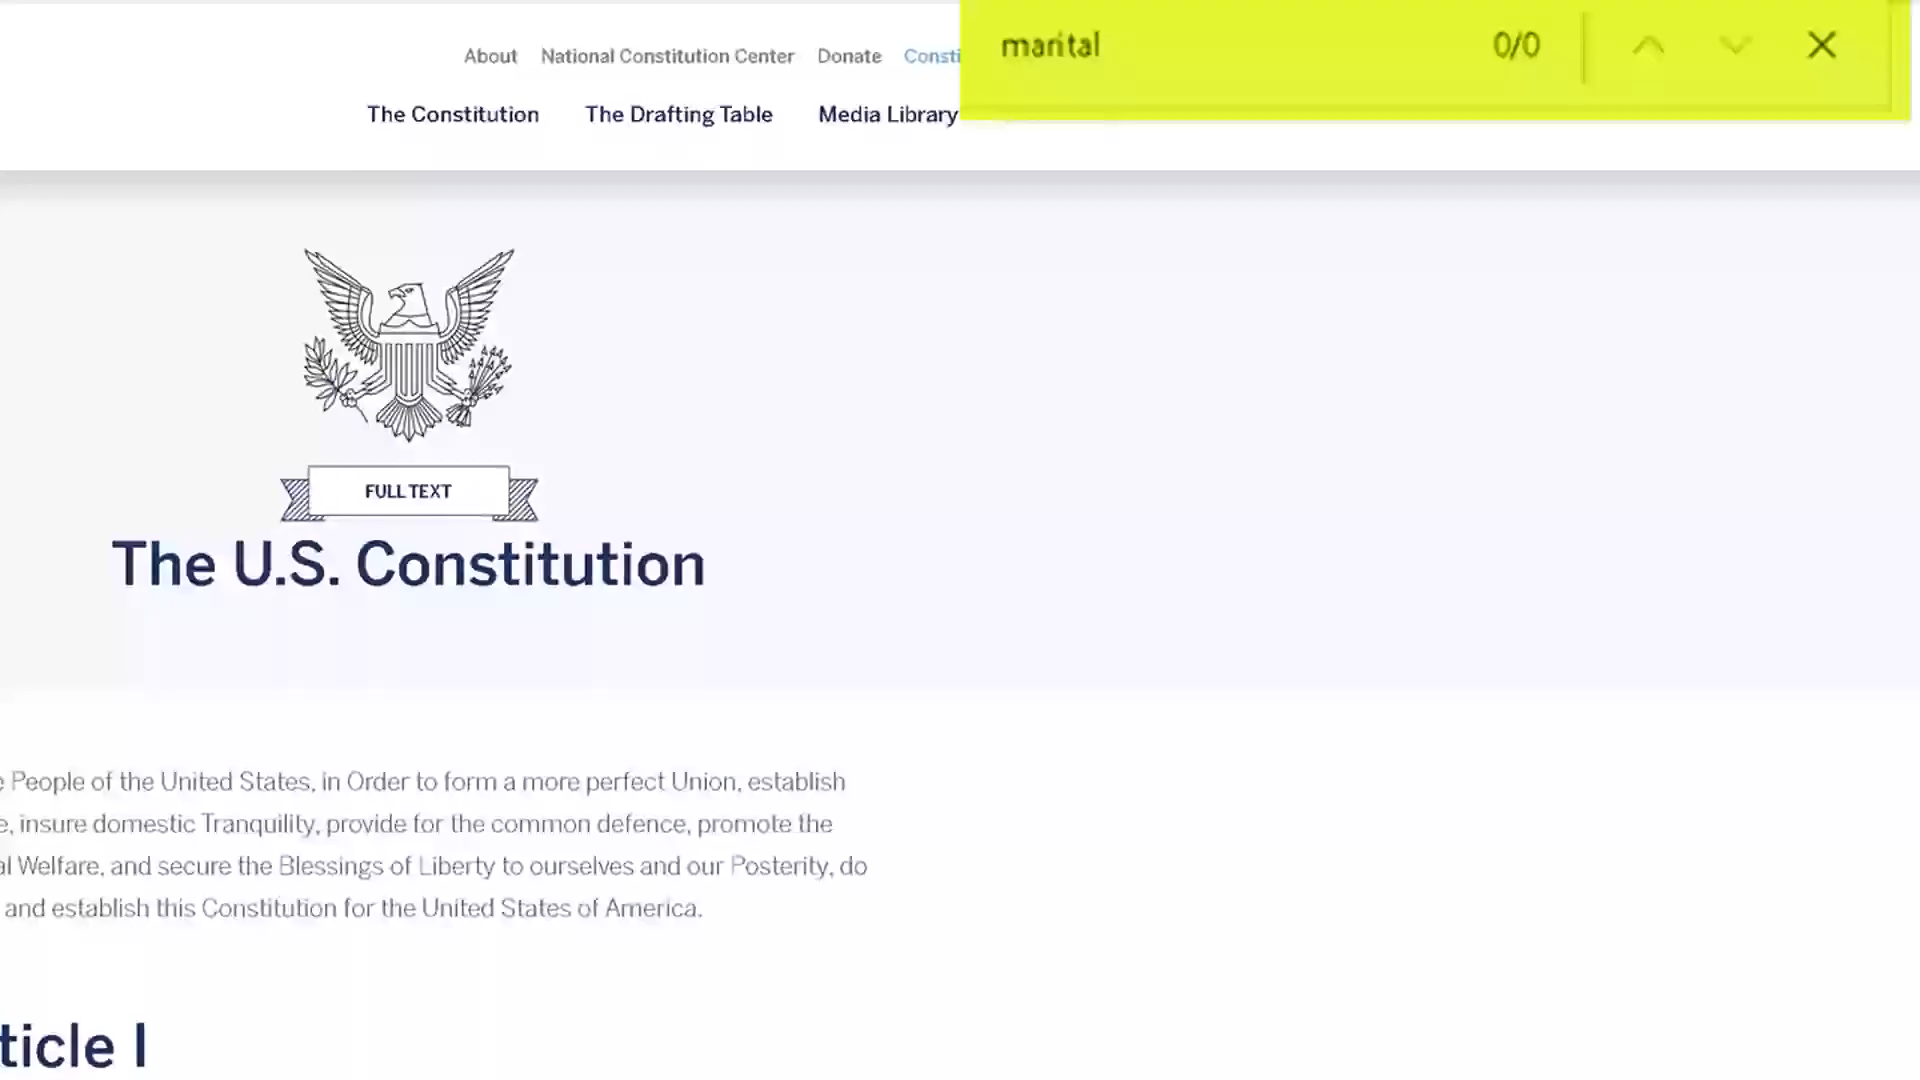 marital 0/0
About National Constitution Center Donate Consti
The Constitution The Drafting Table Media Library
FULL TEXT
The U.S. Constitution
e People of the United States, in Order to form a more perfect Union, establish
e, insure domestic Tranquility, provide for the common defence, promote the
al Welfare, and secure the Blessings of Liberty to ourselves and our Posterity, do
and establish this Constitution for the United States of America.
ticle I